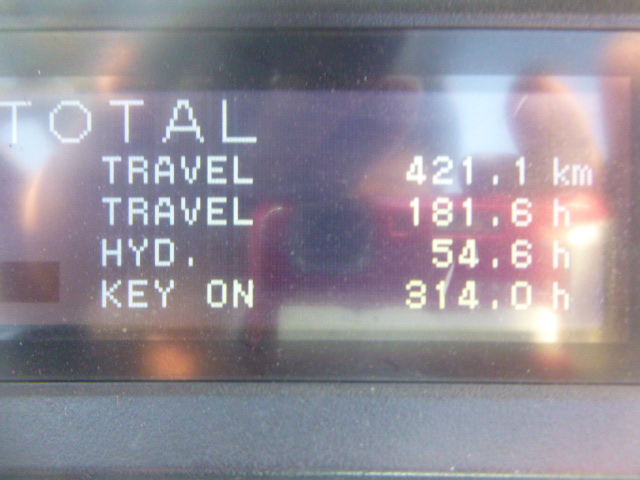 TOTAL
TRAVEL 421.1 km
TRAVEL 181.6 h
HYD. 54.6 h
KEY ON 314.0 h